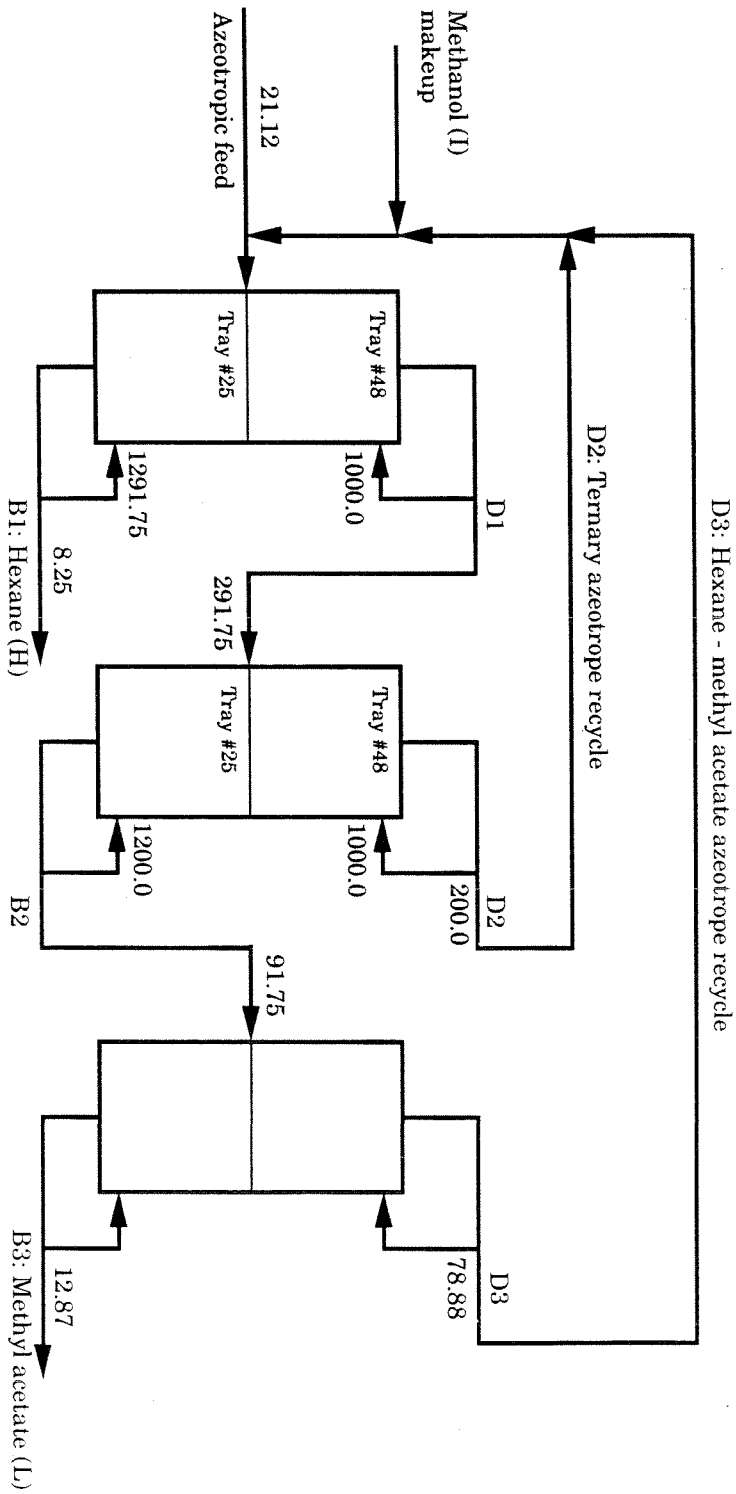 D3: Hexane - methyl acetate azeotrope recycle
D2: Ternary azeotrope recycle
Methanol (I)
makeup
21.12
Azeotropic feed
D1
1000.0
Tray #48
Tray #25
291.75
1291.75
8.25
B1: Hexane (H)
D2
200.0
1000.0
Tray #48
Tray #25
1200.0
91.75
B2
D3
78.88
12.87
B3: Methyl acetate (L)